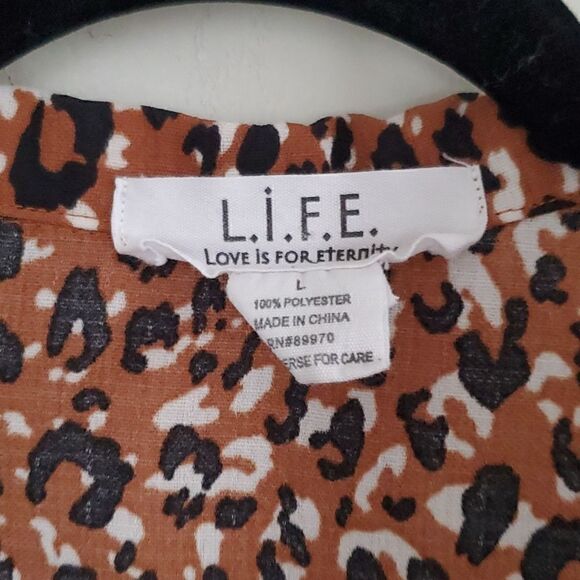 L.i.F.E.
LOVE iS FOR ETERnity
L
100% POLYESTER
MADE IN CHINA
RN#89970
FOR CARE